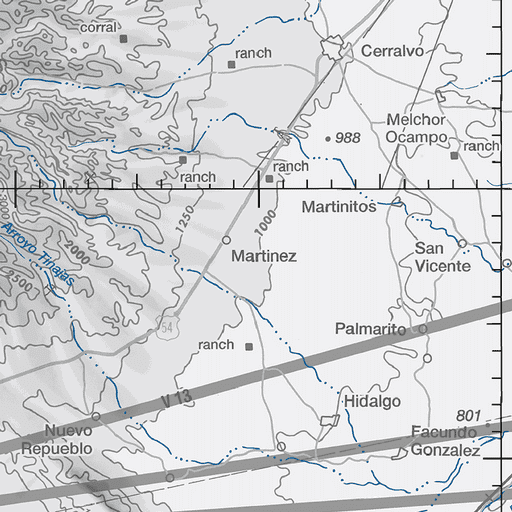 corral
ranch
Cerralvo
988
Melchor
Ocampo
ranch
ranch
ranch
Martinitos
1250
1000
Arroyo Tinajas
2000
2500
Martinez
San
Vicente
54
Palmarito
ranch
V 13
Hidalgo
801
Nuevo
Repueblo
Facundo
Gonzalez